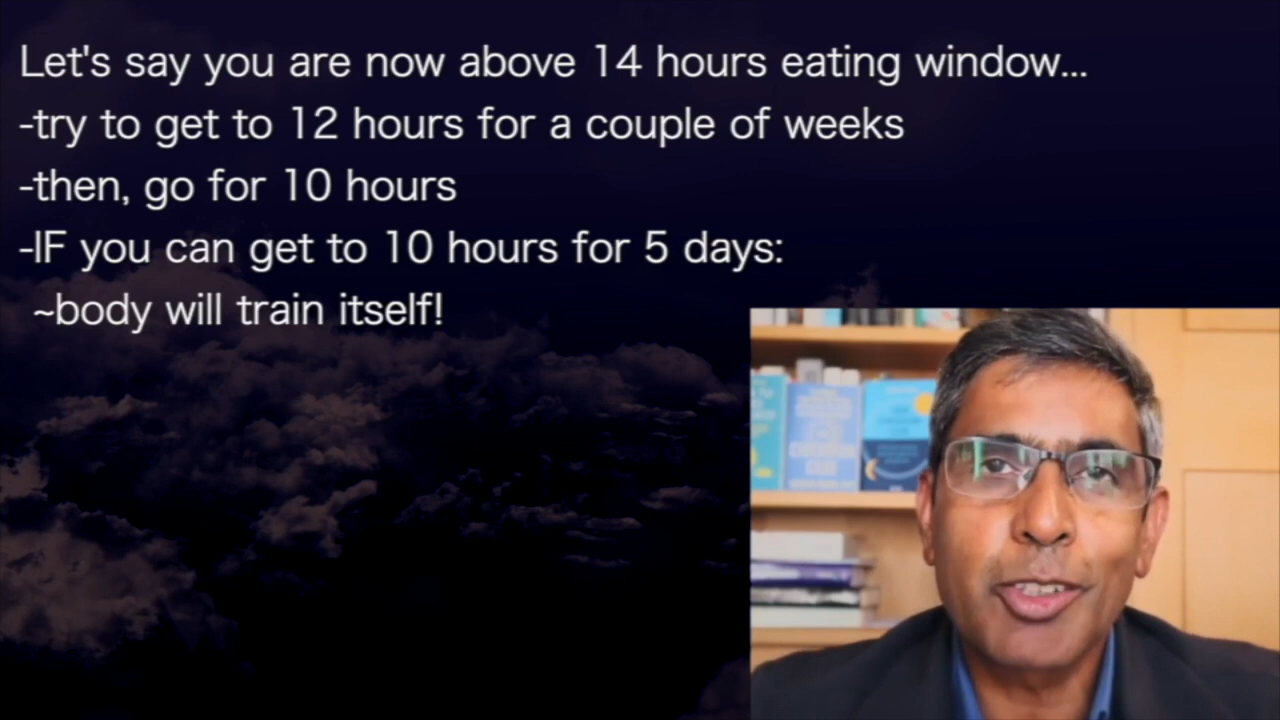 Let's say you are now above 14 hours eating window...
-try to get to 12 hours for a couple of weeks
-then, go for 10 hours
-IF you can get to 10 hours for 5 days:
~body will train itself!